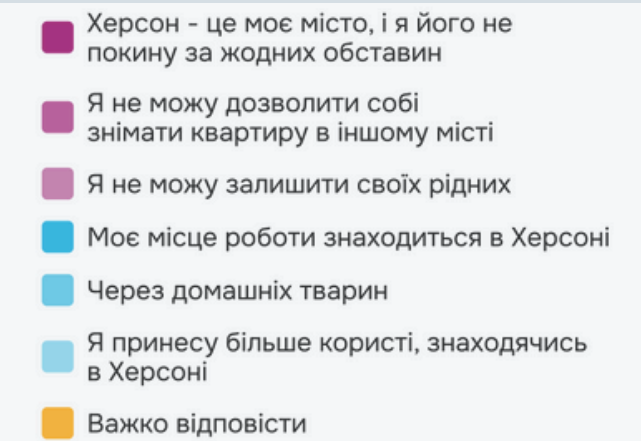 Херсон - це моє місто, і я його не
покину за жодних обставин
Я не можу дозволити собі
знімати квартиру в іншому місті
Я не можу залишити своїх рідних
Моє місце роботи знаходиться в Херсоні
Через домашніх тварин
Я принесу більше користі, знаходячись
в Херсоні
Важко відповісти